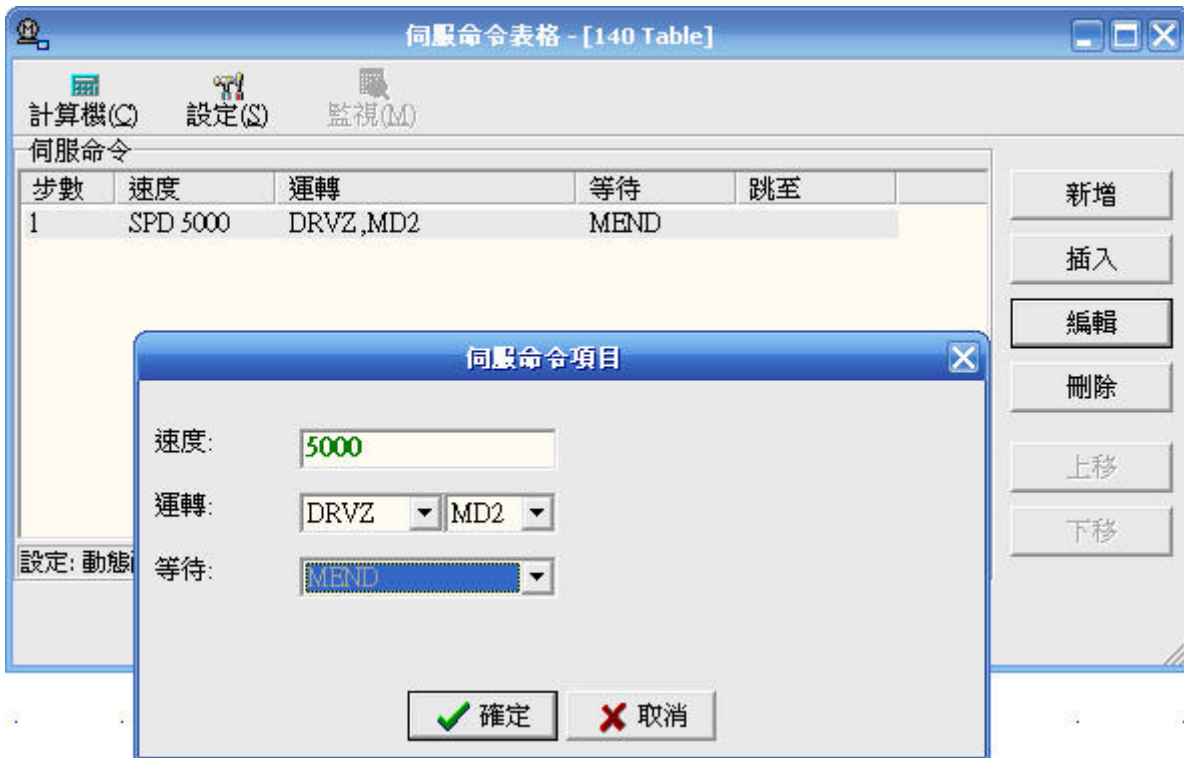 伺服命令表格 - [140 Table]
計算機(C) 設定(S) 監視(M)
伺服命令
步數 速度 運轉 等待 跳至
1 SPD 5000 DRVZ,MD2 MEND
新增
插入
編輯
刪除
上移
下移
設定: 動態
伺服命令項目
速度: 5000
運轉: DRVZ MD2
等待: MEND
確定 取消